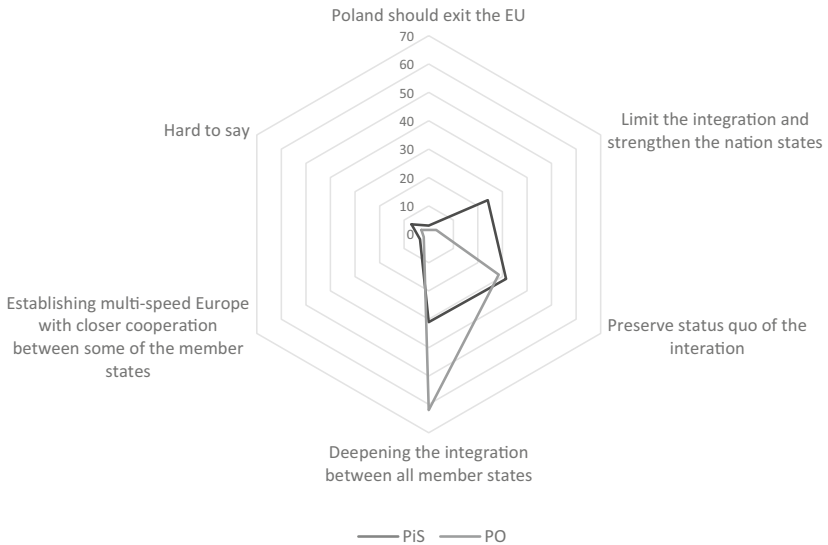 Poland should exit the EU
70
60
50
40
30
20
10
0
Limit the integration and
strengthen the nation states
Preserve status quo of the
interation
Deepening the integration
between all member states
Establishing multi-speed Europe
with closer cooperation
between some of the member
states
Hard to say
PiS
PO